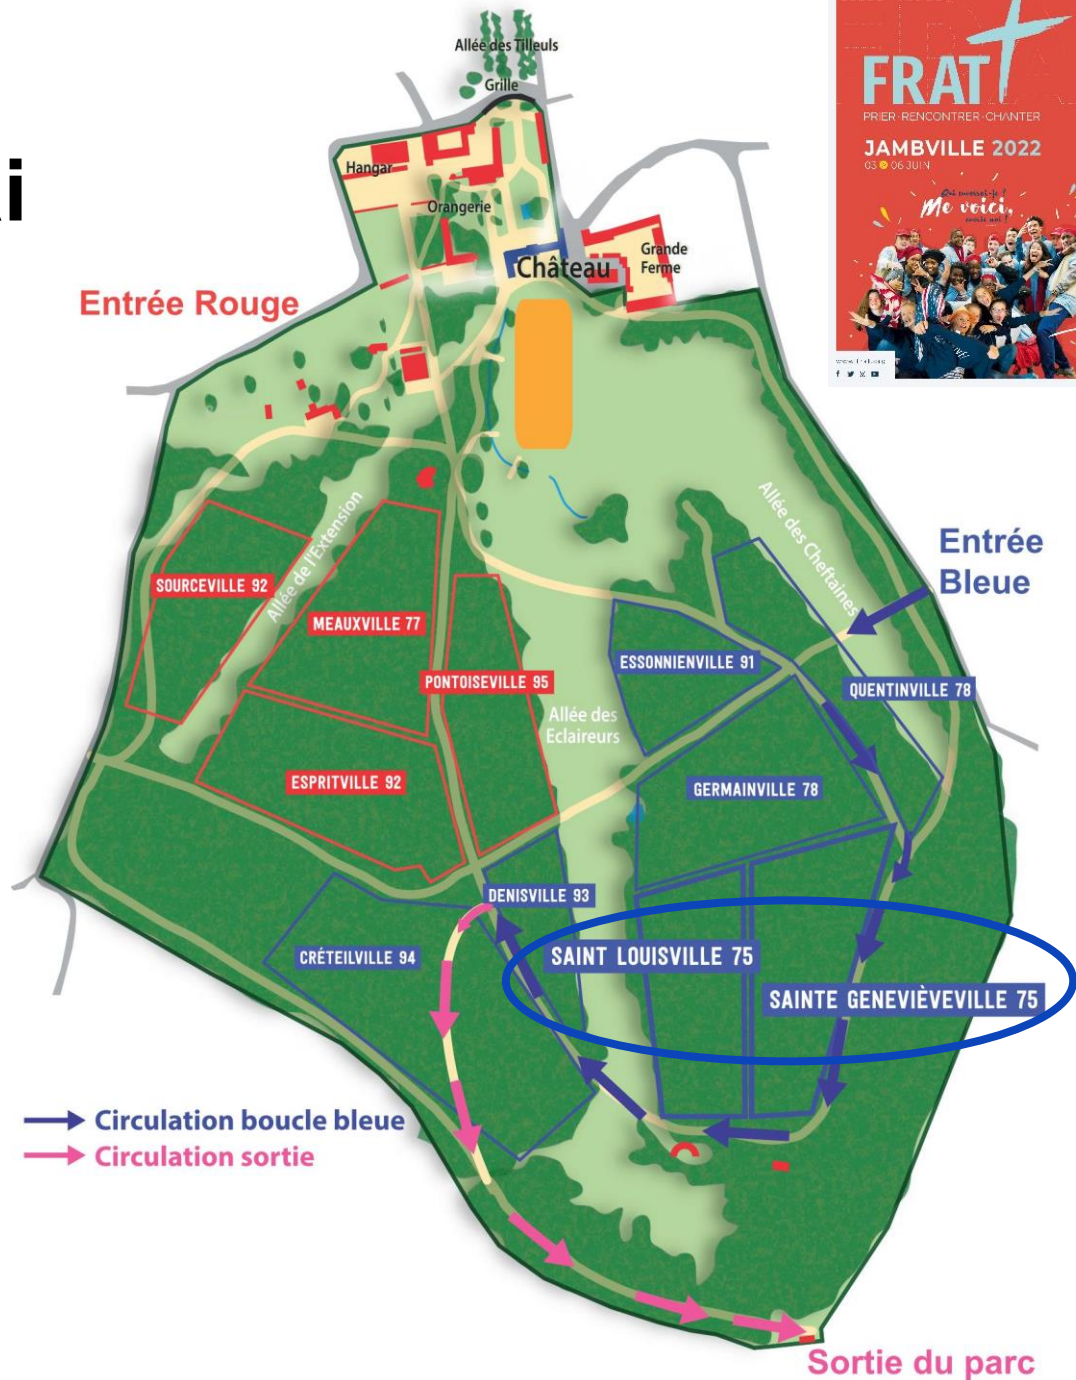 Allée des Tilleuls
Grille
FRAT
PRIER·RENCONTRER·CHANTER
JAMBVILLE 2022
03 06 JUIN
Me voici,
Hangar
Orangerie
Château
Grande
Ferme
Entrée Rouge
Allée de l'Extension
Allée des Cheftaines
Entrée
Bleue
SOURCEVILLE 92
MEAUXVILLE 77
PONTOISEVILLE 95
ESSONNIENVILLE 91
QUENTINVILLE 78
Allée des
Eclaireurs
ESPRITVILLE 92
GERMAINVILLE 78
DENISVILLE 93
CRÉTEILVILLE 94
SAINT LOUISVILLE 75
SAINTE GENEVIÈVEVILLE 75
Circulation boucle bleue
Circulation sortie
Sortie du parc